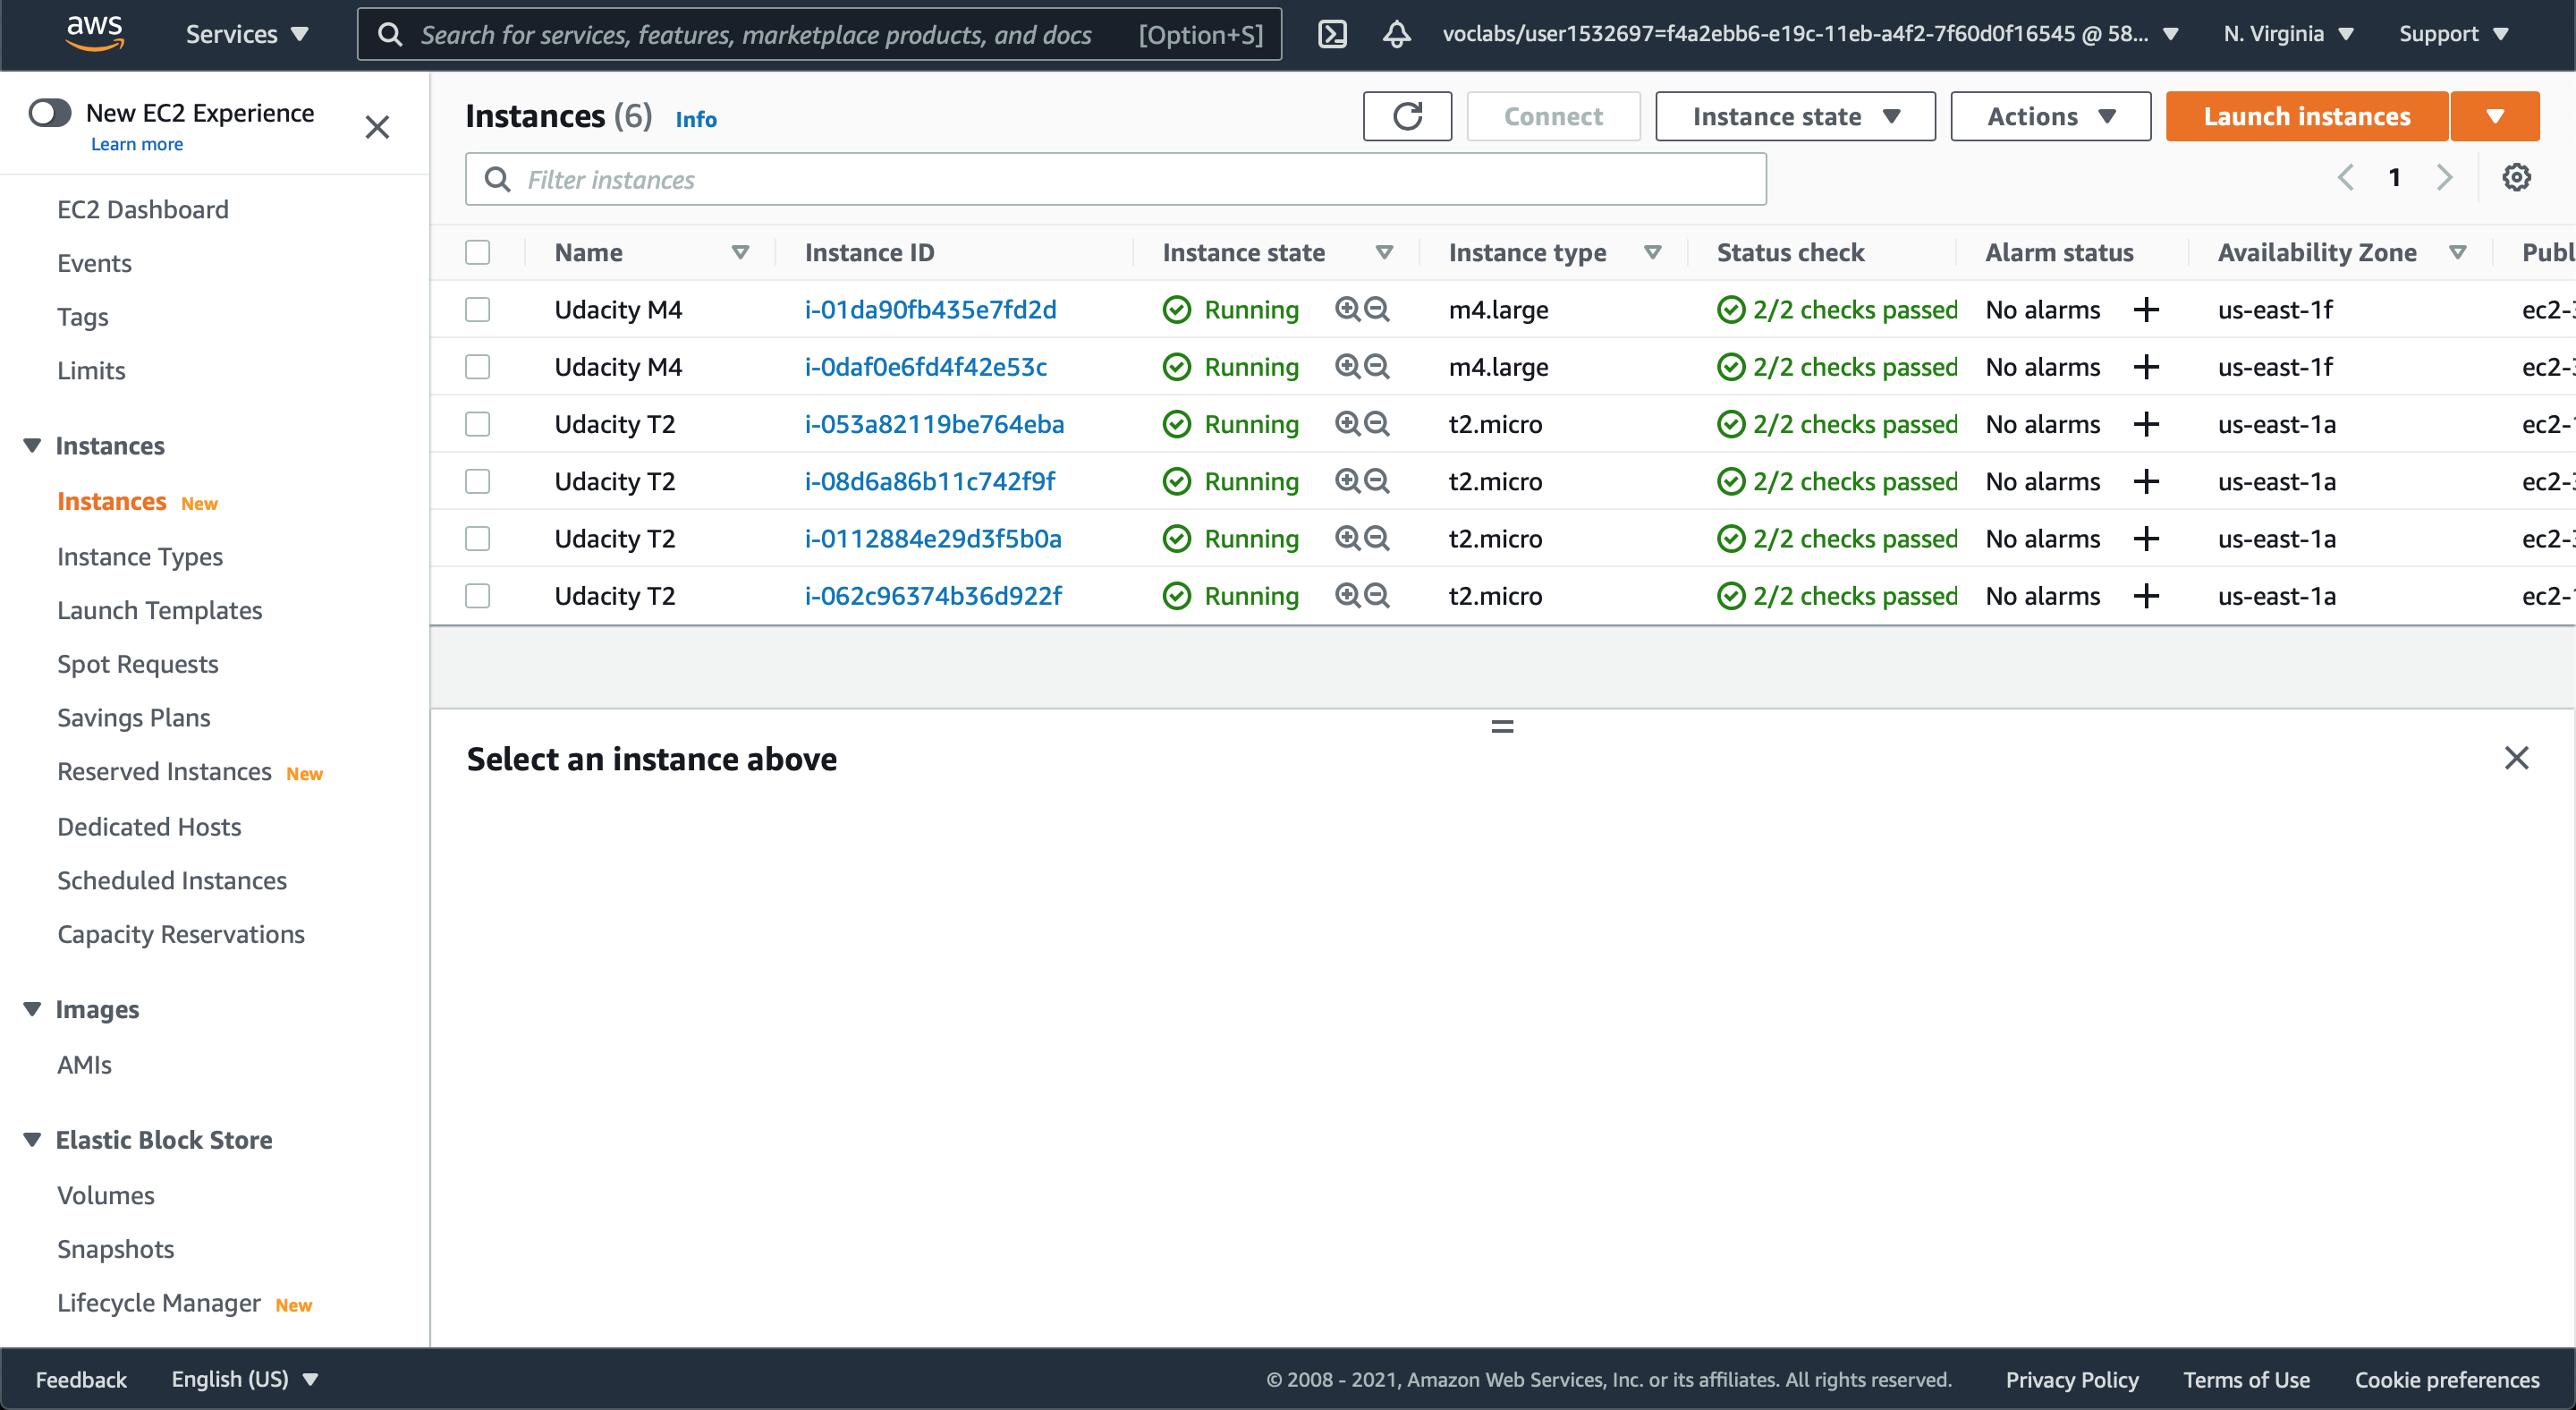 aws Services Search for services, features, marketplace products, and docs [Option+S] voclabs/user1532697=f4a2ebb6-e19c-11eb-a4f2-7f60d0f16545 @ 58... N. Virginia Support
New EC2 Experience
Learn more
EC2 Dashboard
Events
Tags
Limits
Instances
Instances New
Instance Types
Launch Templates
Spot Requests
Savings Plans
Reserved Instances New
Dedicated Hosts
Scheduled Instances
Capacity Reservations
Images
AMIs
Elastic Block Store
Volumes
Snapshots
Lifecycle Manager New
Instances (6) Info Connect Instance state Actions Launch instances
Filter instances 1
Name Instance ID Instance state Instance type Status check Alarm status Availability Zone Publ
Udacity M4 i-01da90fb435e7fd2d Running m4.large 2/2 checks passed No alarms us-east-1f ec2-3
Udacity M4 i-0daf0e6fd4f42e53c Running m4.large 2/2 checks passed No alarms us-east-1f ec2-3
Udacity T2 i-053a82119be764eba Running t2.micro 2/2 checks passed No alarms us-east-1a ec2-1
Udacity T2 i-08d6a86b11c742f9f Running t2.micro 2/2 checks passed No alarms us-east-1a ec2-3
Udacity T2 i-0112884e29d3f5b0a Running t2.micro 2/2 checks passed No alarms us-east-1a ec2-3
Udacity T2 i-062c96374b36d922f Running t2.micro 2/2 checks passed No alarms us-east-1a ec2-1
Select an instance above
Feedback English (US) © 2008 - 2021, Amazon Web Services, Inc. or its affiliates. All rights reserved. Privacy Policy Terms of Use Cookie preferences